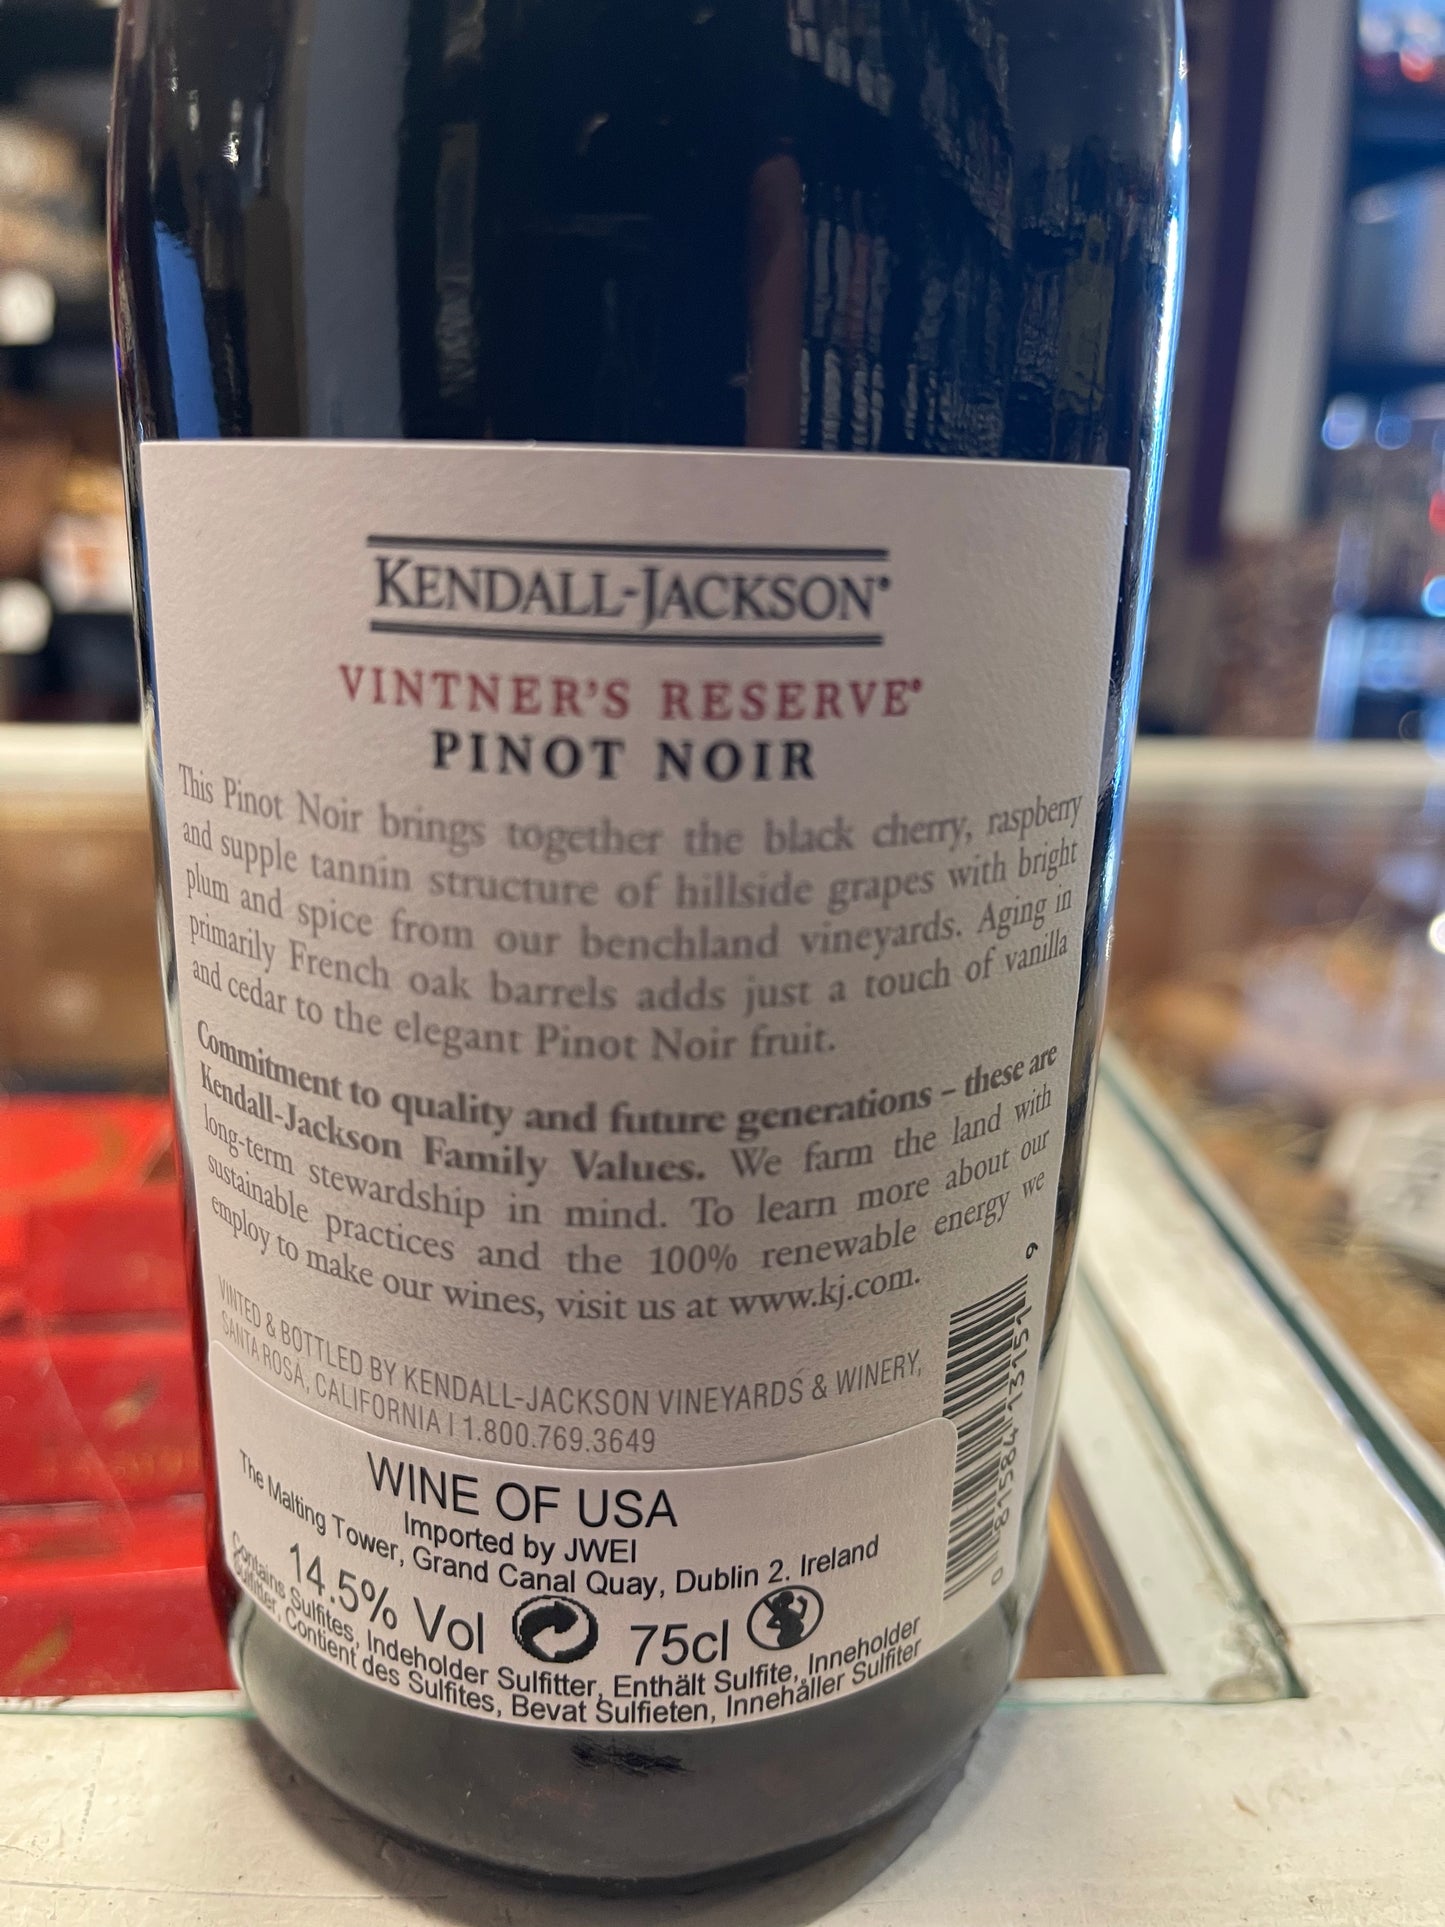 KENDALL-JACKSON®
VINTNER'S RESERVE®
PINOT NOIR
This Pinot Noir brings together the black cherry, raspberry
and supple tannin structure of hillside grapes with bright
plum and spice from our benchland vineyards. Aging in
primarily French oak barrels adds just a touch of vanilla
and cedar to the elegant Pinot Noir fruit.
Commitment to quality and future generations – these are
Kendall-Jackson Family Values. We farm the land with
long-term stewardship in mind. To learn more about our
sustainable practices and the 100% renewable energy we
employ to make our wines, visit us at www.kj.com.
VINTED & BOTTLED BY KENDALL-JACKSON VINEYARDS & WINERY,
SANTA ROSA, CALIFORNIA | 1.800.769.3649
0 81584 13151 9
WINE OF USA
Imported by JWEI
The Malting Tower, Grand Canal Quay, Dublin 2. Ireland
14.5% Vol 75cl
Contains Sulfites, Indeholder Sulfitter, Enthält Sulfite, Inneholder
Sulfitter, Contient des Sulfites, Bevat Sulfieten, Innehåller Sulfiter